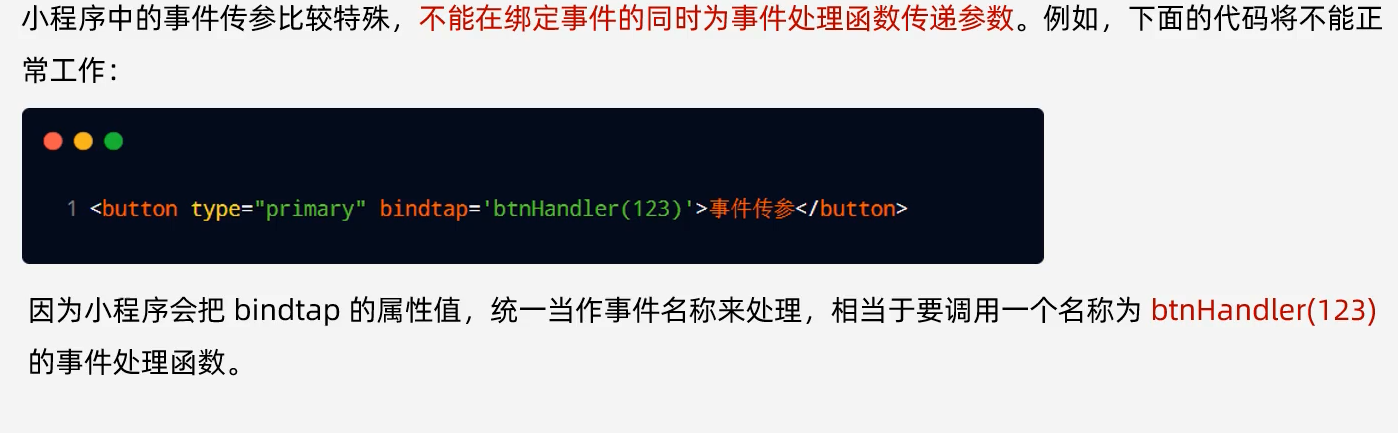 小程序中的事件传参比较特殊，不能在绑定事件的同时为事件处理函数传递参数。例如，下面的代码将不能正
常工作：
1 <button type="primary" bindtap='btnHandler(123)'>事件传参</button>
因为小程序会把 bindtap 的属性值，统一当作事件名称来处理，相当于要调用一个名称为 btnHandler(123)
的事件处理函数。